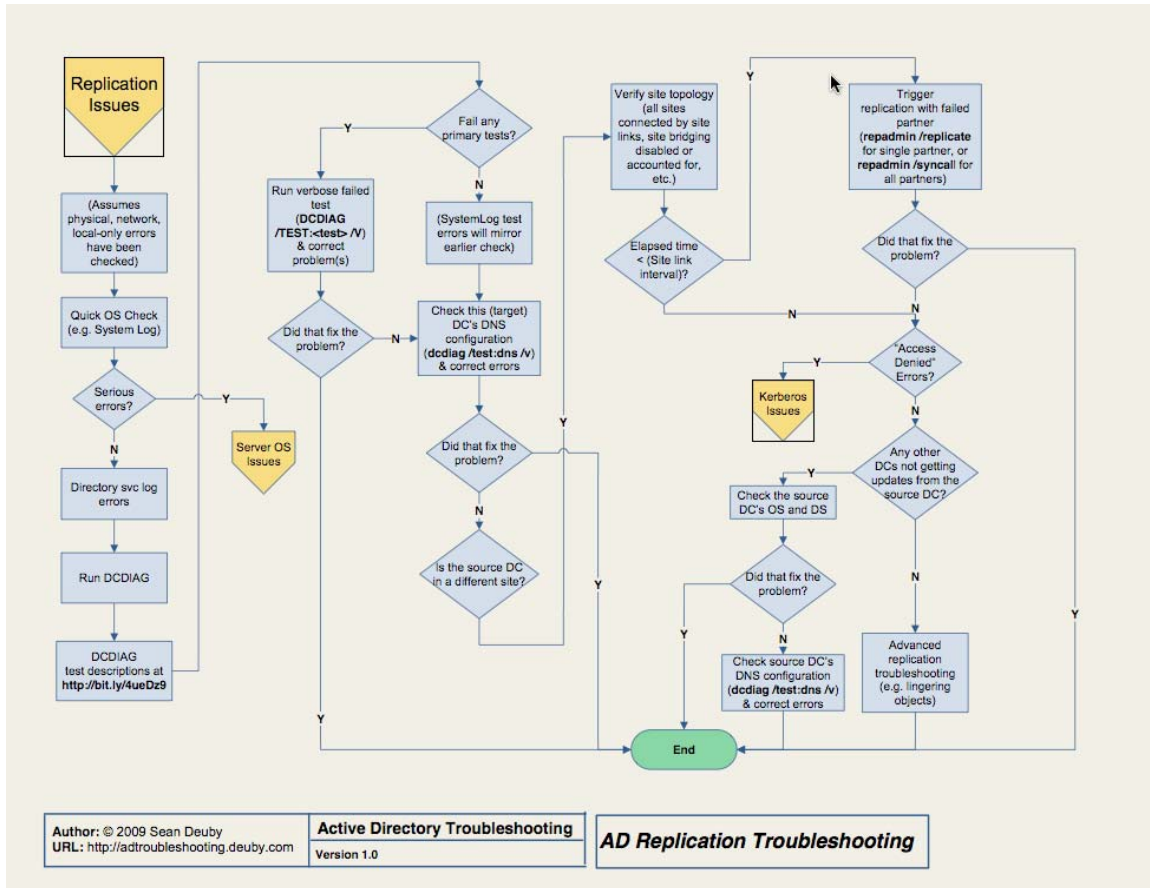 Replication
Issues
(Assumes
physical, network,
local-only errors
have been
checked)
Quick OS Check
(e.g. System Log)
Serious
errors?
Y
N
Server OS
Issues
Directory svc log
errors
Run DCDIAG
DCDIAG
test descriptions at
http://bit.ly/4ueDz9
Fail any
primary tests?
Y
N
Run verbose failed
test
(DCDIAG
/TEST:<test> /V)
& correct
problem(s)
Did that fix the
problem?
N
Y
(SystemLog test
errors will mirror
earlier check)
Check this (target)
DC's DNS
configuration
(dcdiag /test:dns /v)
& correct errors
Did that fix the
problem?
N
Y
Is the source DC
in a different site?
Y
Verify site topology
(all sites
connected by site
links, site bridging
disabled or
accounted for,
etc.)
Elapsed time
< (Site link
interval)?
Y
N
Trigger
replication with failed
partner
(repadmin /replicate
for single partner, or
repadmin /syncall for
all partners)
Did that fix the
problem?
N
Y
"Access
Denied"
Errors?
Y
N
Kerberos
Issues
Any other
DCs not getting
updates from the
source DC?
Y
N
Check the source
DC's OS and DS
Did that fix the
problem?
Y
N
Check source DC's
DNS configuration
(dcdiag /test:dns /v)
& correct errors
Advanced
replication
troubleshooting
(e.g. lingering
objects)
End
Author: © 2009 Sean Deuby
URL: http://adtroubleshooting.deuby.com
Active Directory Troubleshooting
Version 1.0
AD Replication Troubleshooting